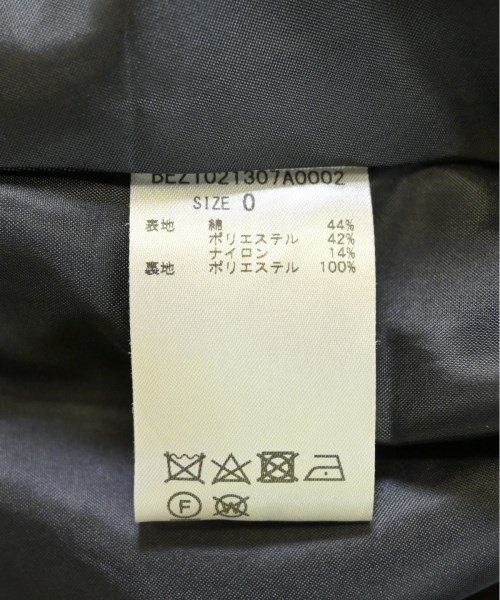 BEZ1021307A0002
SIZE 0
表地 綿 44%
ポリエステル 42%
ナイロン 14%
裏地 ポリエステル 100%
F W